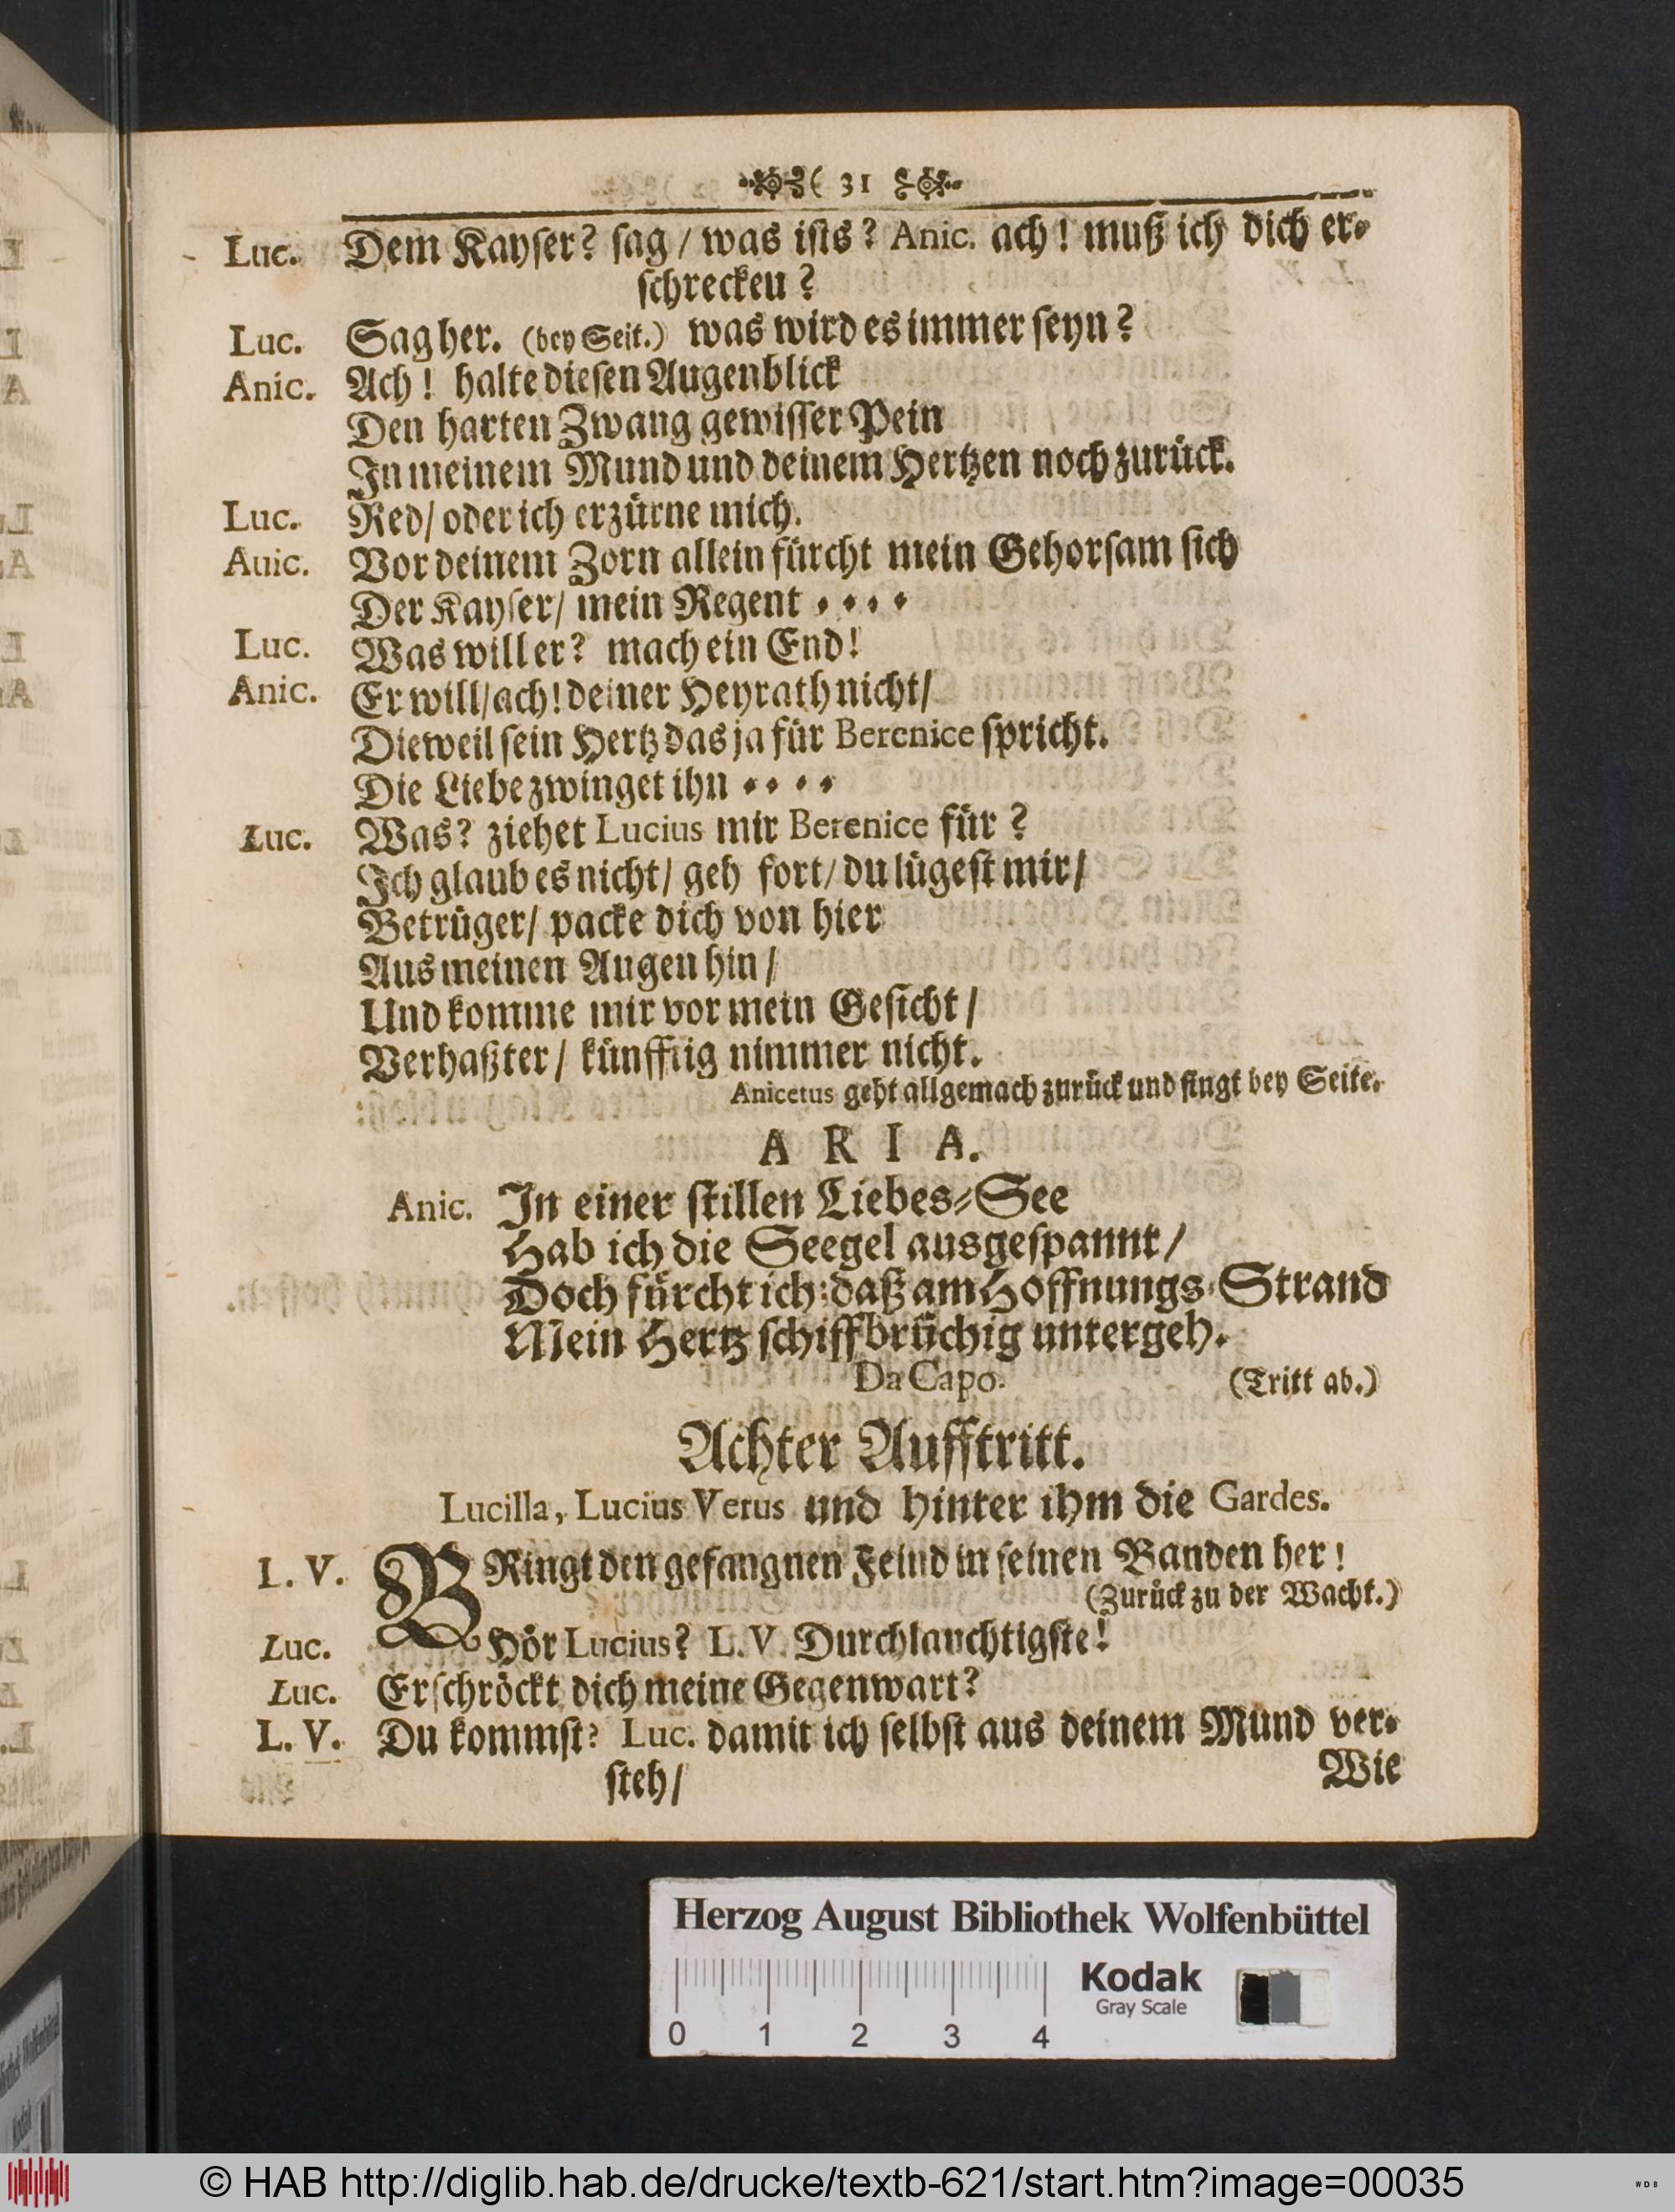 ( 31
Luc. Dem Kayſer? ſag / was iſts? Anic. ach! muß ich dich er⸗
ſchrecken?
Luc. Sag her. (bey Seit.) was wird es immer ſeyn?
Anic. Ach! halte dieſen Augenblick
Den harten Zwang gewiſſer Pein
In meinem Mund und deinem Hertzen noch zurück.
Luc. Red/ oder ich erzürne mich.
Anic. Vor deinem Zorn allein fürcht mein Gehorſam ſich
Der Kayſer/ mein Regent ⸗ ⸗ ⸗ ⸗
Luc. Was will er? mach ein End!
Anic. Er will/ach! deiner Heyrath nicht/
Dieweil ſein Hertz das ja für Berenice ſpricht.
Die Liebe zwinget ihn ⸗ ⸗ ⸗ ⸗
Luc. Was? ziehet Lucius mir Berenice für?
Ich glaub es nicht/ geh fort/ du lügeſt mir/
Betrüger/ packe dich von hier
Aus meinen Augen hin/
Und komme mir vor mein Geſicht/
Verhaßter/ künfftig nimmer nicht.
Anicetus geht allgemach zurück und ſingt bey Seite.
A R I A.
Anic. In einer ſtillen Liebes⸗See
Hab ich die Seegel ausgeſpannt/
Doch fürcht ich: daß am Hoffnungs⸗Strand
Mein Hertz ſchiffbrüchig untergeh.
Da Capo. (Tritt ab.)
Achter Aufftritt.
Lucilla, Lucius Verus und hinter ihm die Gardes.
L. V. BRingt den gefangnen Feind in ſeinen Banden her!
(Zurück zu der Wacht.)
Luc. Hör Lucius? L. V. Durchlauchtigſte!
Luc. Erſchröckt dich meine Gegenwart?
L. V. Du kommſt? Luc. damit ich ſelbſt aus deinem Mund ver⸗
ſteh/ Wie
Herzog August Bibliothek Wolfenbüttel
Kodak
Gray Scale
0 1 2 3 4
© HAB http://diglib.hab.de/drucke/textb-621/start.htm?image=00035
WDB